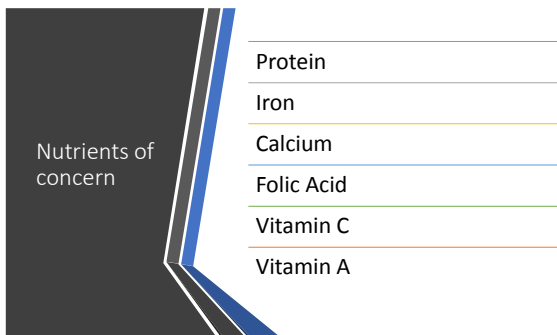 Nutrients of
concern
Protein
Iron
Calcium
Folic Acid
Vitamin C
Vitamin A